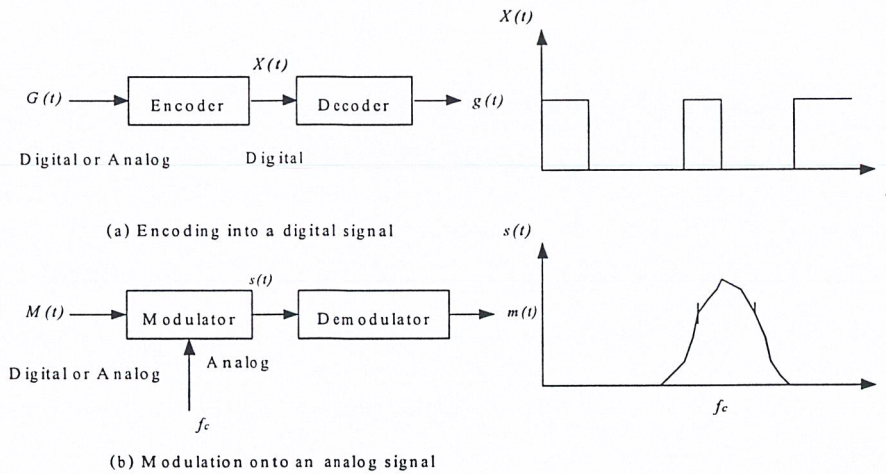 X(t)
X(t)
G(t)
Encoder
Decoder
g(t)
Digital or Analog
Digital
(a) Encoding into a digital signal
s(t)
s(t)
M(t)
Modulator
Demodulator
m(t)
Digital or Analog
Analog
fc
fc
(b) Modulation onto an analog signal